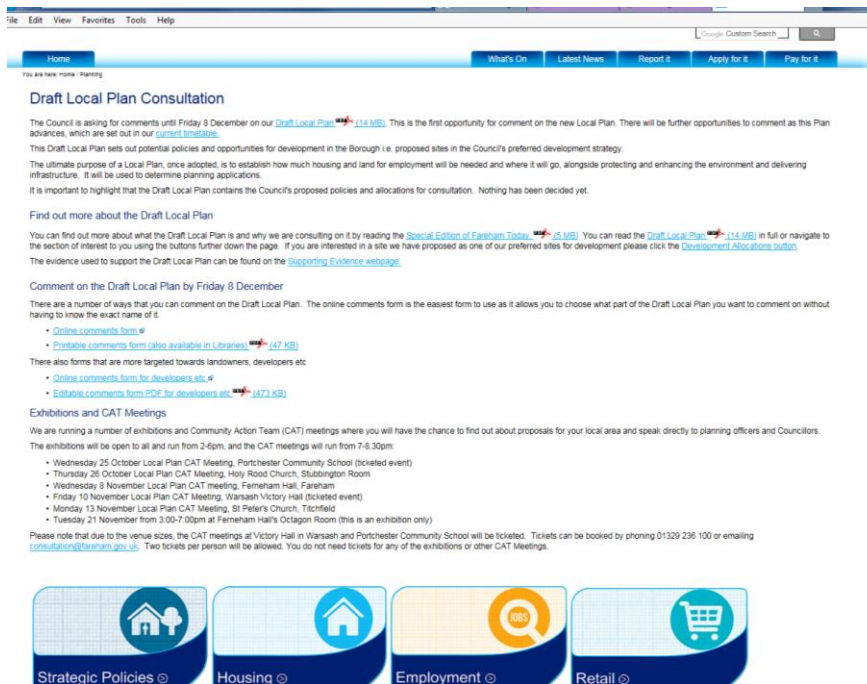 File Edit View Favorites Tools Help
Google Custom Search
Home What's On Latest News Report it Apply for it Pay for it
You are here: Home / Planning
Draft Local Plan Consultation
The Council is asking for comments until Friday 8 December on our Draft Local Plan (14 MB). This is the first opportunity for comment on the new Local Plan. There will be further opportunities to comment as this Plan
advances, which are set out in our current timetable.
This Draft Local Plan sets out potential policies and opportunities for development in the Borough i.e. proposed sites in the Council's preferred development strategy.
The ultimate purpose of a Local Plan, once adopted, is to establish how much housing and land for employment will be needed and where it will go, alongside protecting and enhancing the environment and delivering
infrastructure. It will be used to determine planning applications.
It is important to highlight that the Draft Local Plan contains the Council's proposed policies and allocations for consultation. Nothing has been decided yet.
Find out more about the Draft Local Plan
You can find out more about what the Draft Local Plan is and why we are consulting on it by reading the Special Edition of Fareham Today (5 MB) You can read the Draft Local Plan (14 MB) in full or navigate to
the section of interest to you using the buttons further down the page. If you are interested in a site we have proposed as one of our preferred sites for development please click the Development Allocations button.
The evidence used to support the Draft Local Plan can be found on the Supporting Evidence webpage.
Comment on the Draft Local Plan by Friday 8 December
There are a number of ways that you can comment on the Draft Local Plan. The online comments form is the easiest form to use as it allows you to choose what part of the Draft Local Plan you want to comment on without
having to know the exact name of it.
• Online comments form
• Printable comments form (also available in Libraries) (47 KB)
There also forms that are more targeted towards landowners, developers etc
• Online comments form for developers etc
• Editable comments form PDF for developers etc (473 KB)
Exhibitions and CAT Meetings
We are running a number of exhibitions and Community Action Team (CAT) meetings where you will have the chance to find out about proposals for your local area and speak directly to planning officers and Councillors.
The exhibitions will be open to all and run from 2-6pm, and the CAT meetings will run from 7-8.30pm:
• Wednesday 25 October Local Plan CAT Meeting, Portchester Community School (ticketed event)
• Thursday 26 October Local Plan CAT Meeting, Holy Rood Church, Stubbington Room
• Wednesday 8 November Local Plan CAT meeting, Ferneham Hall, Fareham
• Friday 10 November Local Plan CAT Meeting, Warsash Victory Hall (ticketed event)
• Monday 13 November Local Plan CAT Meeting, St Peter's Church, Titchfield
• Tuesday 21 November from 3:00-7:00pm at Ferneham Hall's Octagon Room (this is an exhibition only)
Please note that due to the venue sizes, the CAT meetings at Victory Hall in Warsash and Portchester Community School will be ticketed. Tickets can be booked by phoning 01329 236 100 or emailing
consultation@fareham.gov.uk. Two tickets per person will be allowed. You do not need tickets for any of the exhibitions or other CAT Meetings.
JOBS
Strategic Policies Housing Employment Retail